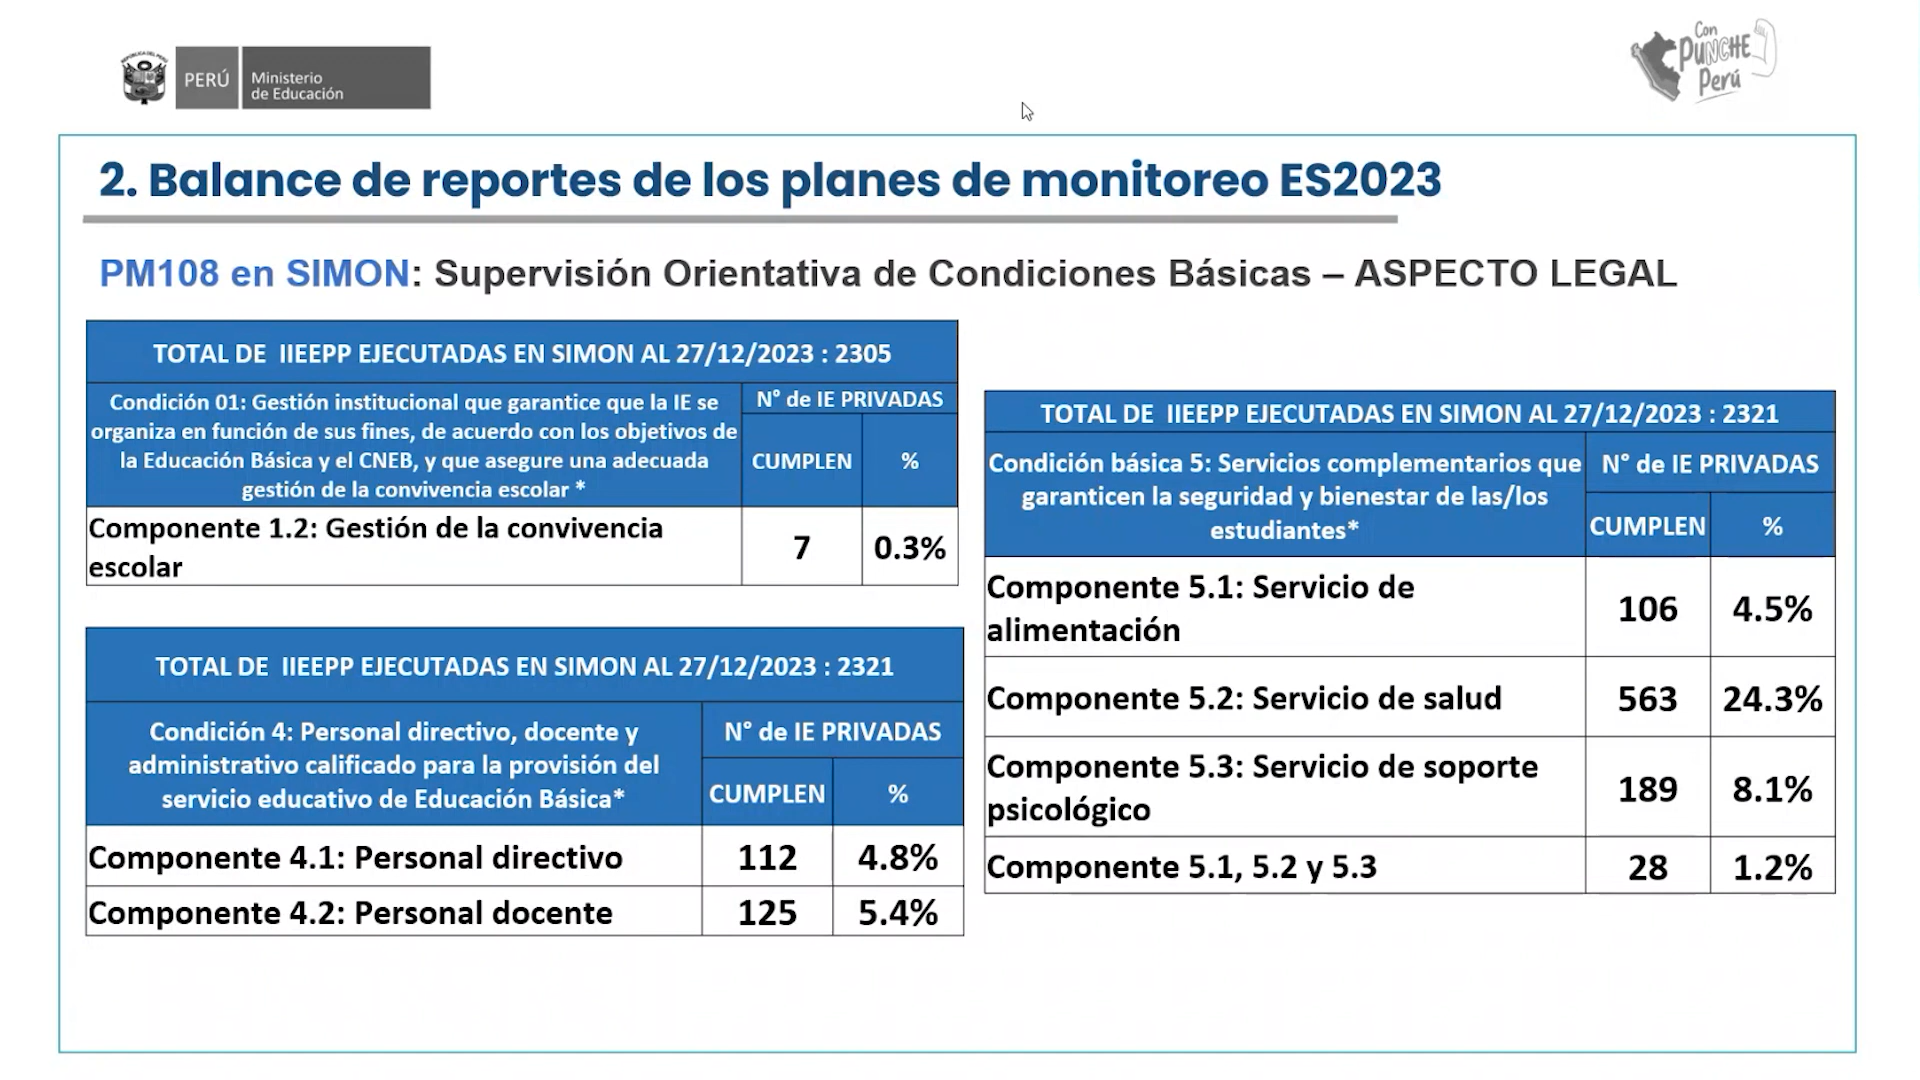 REPÚBLICA DEL PERÚ
PERÚ
Ministerio
de Educación
Con
PUNCHE
Perú
2. Balance de reportes de los planes de monitoreo ES2023
PM108 en SIMON: Supervisión Orientativa de Condiciones Básicas – ASPECTO LEGAL
TOTAL DE IIEEPP EJECUTADAS EN SIMON AL 27/12/2023 : 2305
Condición 01: Gestión institucional que garantice que la IE se
organiza en función de sus fines, de acuerdo con los objetivos de
la Educación Básica y el CNEB, y que asegure una adecuada
gestión de la convivencia escolar *
N° de IE PRIVADAS
CUMPLEN %
Componente 1.2: Gestión de la convivencia
escolar
7 0.3%
TOTAL DE IIEEPP EJECUTADAS EN SIMON AL 27/12/2023 : 2321
Condición 4: Personal directivo, docente y
administrativo calificado para la provisión del
servicio educativo de Educación Básica*
N° de IE PRIVADAS
CUMPLEN %
Componente 4.1: Personal directivo 112 4.8%
Componente 4.2: Personal docente 125 5.4%
TOTAL DE IIEEPP EJECUTADAS EN SIMON AL 27/12/2023 : 2321
Condición básica 5: Servicios complementarios que
garanticen la seguridad y bienestar de las/los
estudiantes*
N° de IE PRIVADAS
CUMPLEN %
Componente 5.1: Servicio de
alimentación
106 4.5%
Componente 5.2: Servicio de salud 563 24.3%
Componente 5.3: Servicio de soporte
psicológico
189 8.1%
Componente 5.1, 5.2 y 5.3 28 1.2%